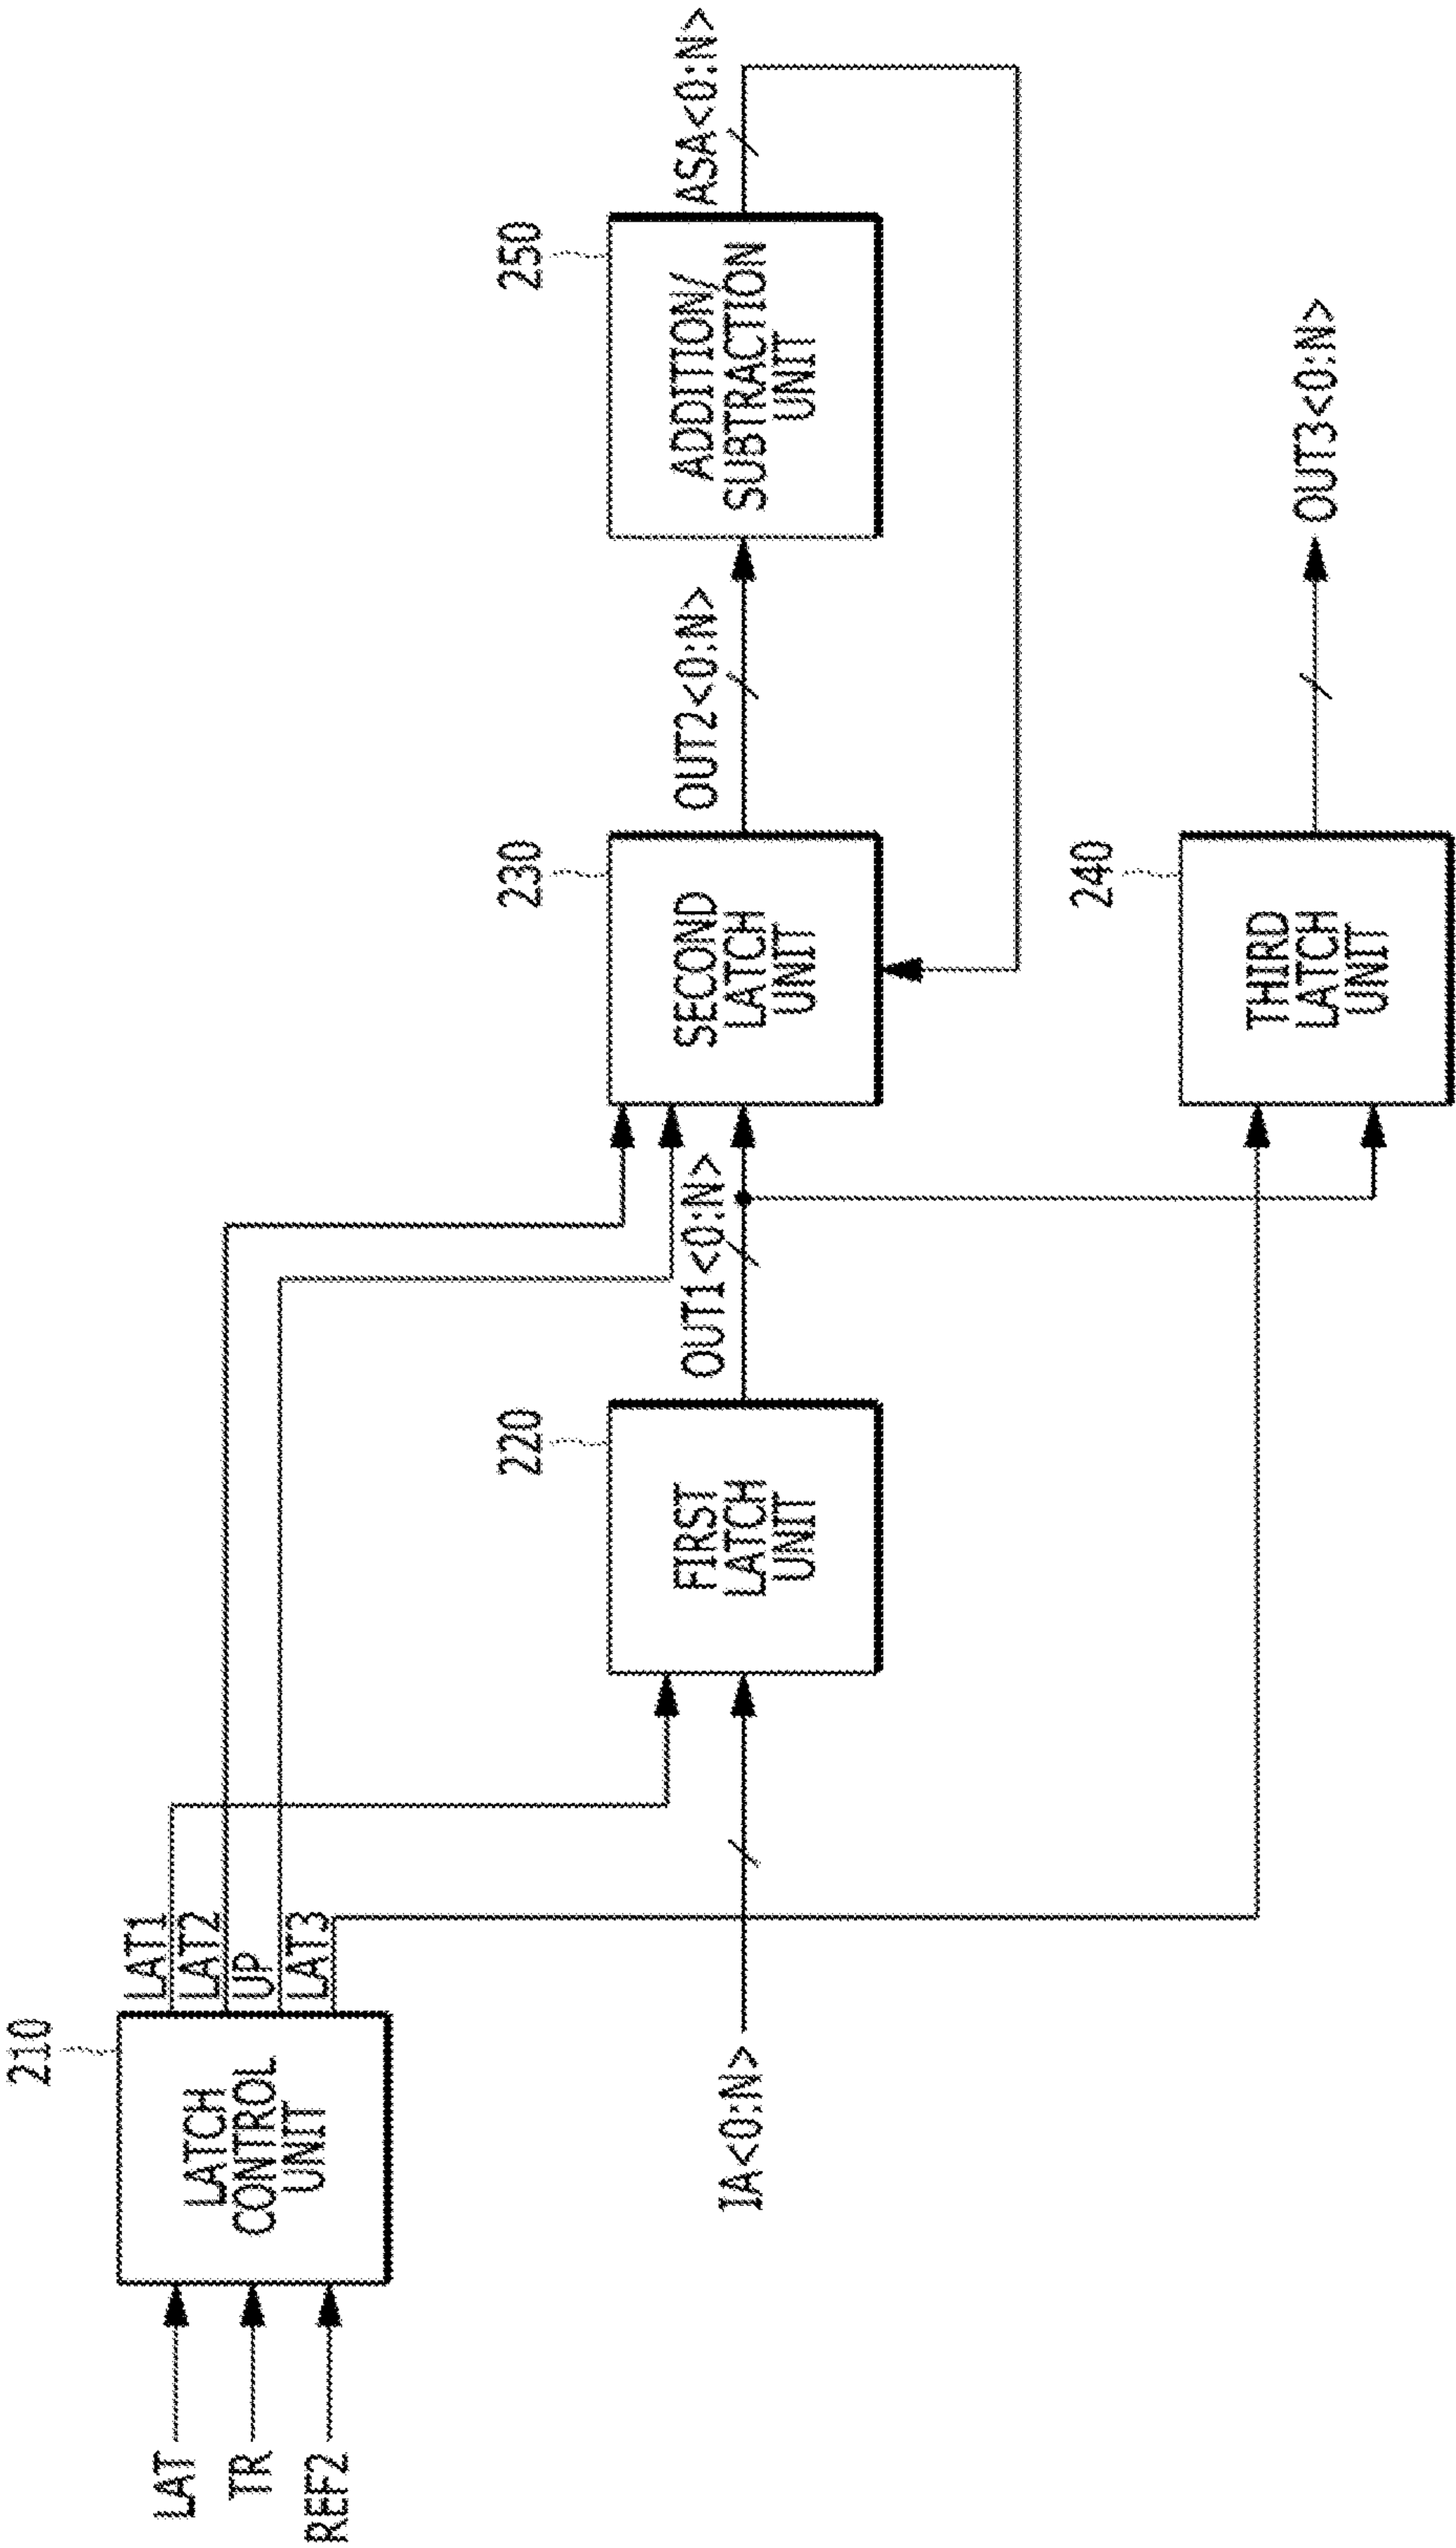 210
LAT
TR
REF2
LATCH
CONTROL
UNIT
LAT1
LAT2
UP
LAT3
IA<0:N>
220
FIRST
LATCH
UNIT
OUT1<0:N>
230
SECOND
LATCH
UNIT
OUT2<0:N>
250
ADDITION/
SUBTRACTION
UNIT
ASA<0:N>
240
THIRD
LATCH
UNIT
OUT3<0:N>